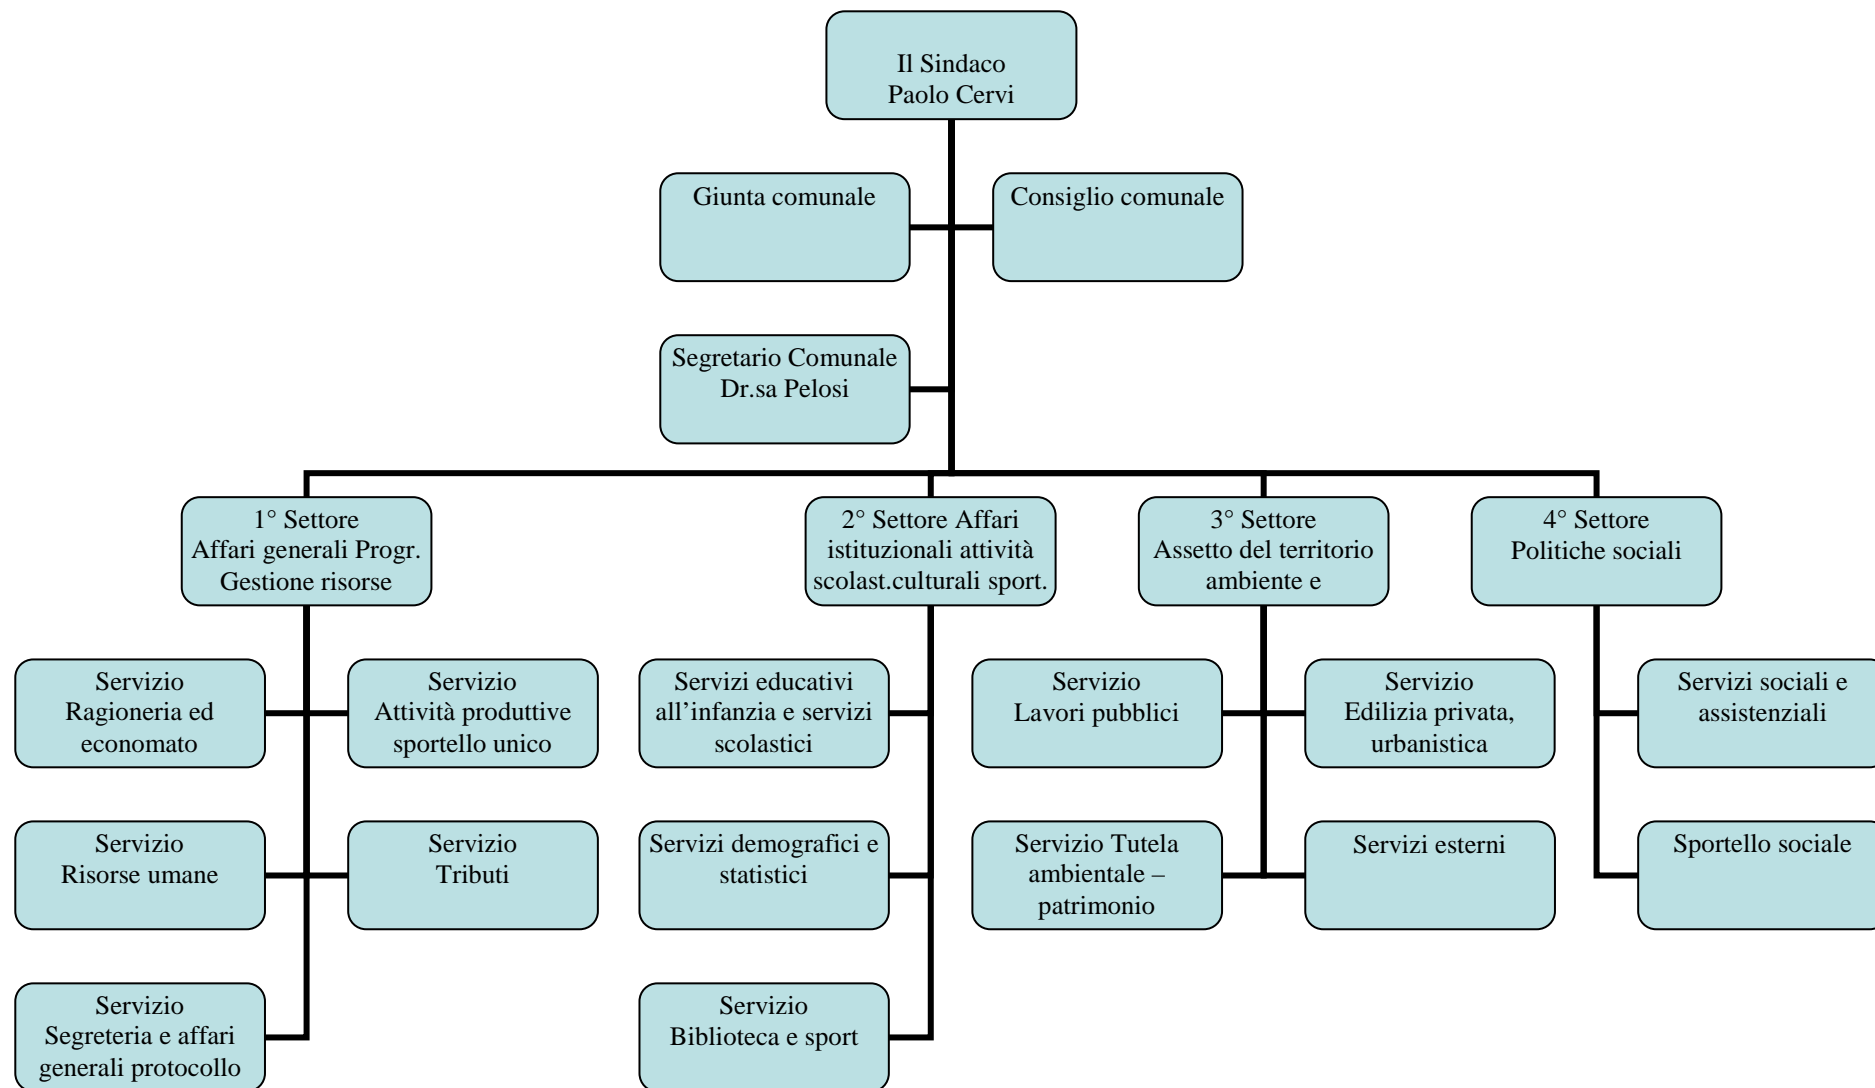 Il Sindaco
Paolo Cervi
Giunta comunale
Consiglio comunale
Segretario Comunale
Dr.sa Pelosi
1° Settore
Affari generali Progr.
Gestione risorse
2° Settore Affari
istituzionali attività
scolast.culturali sport.
3° Settore
Assetto del territorio
ambiente e
4° Settore
Politiche sociali
Servizio
Ragioneria ed
economato
Servizio
Attività produttive
sportello unico
Servizi educativi
all’infanzia e servizi
scolastici
Servizio
Lavori pubblici
Servizio
Edilizia privata,
urbanistica
Servizi sociali e
assistenziali
Servizio
Risorse umane
Servizio
Tributi
Servizi demografici e
statistici
Servizio Tutela
ambientale –
patrimonio
Servizi esterni
Sportello sociale
Servizio
Segreteria e affari
generali protocollo
Servizio
Biblioteca e sport